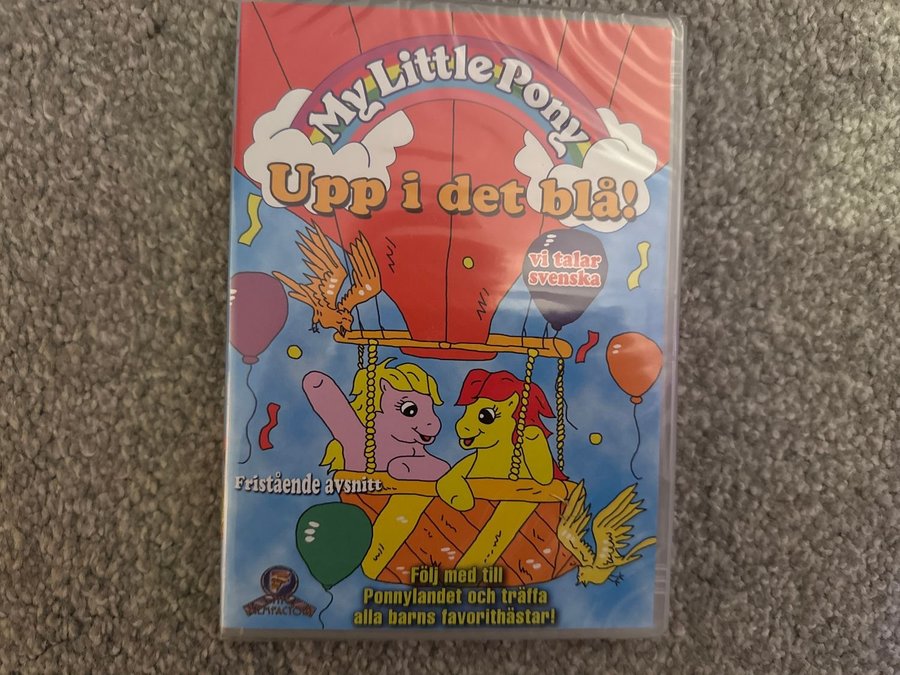 My Little Pony
Upp i det blå!
vi talar
svenska
Fristående avsnitt
Följ med till
Ponnylandet och träffa
alla barns favorithästar!